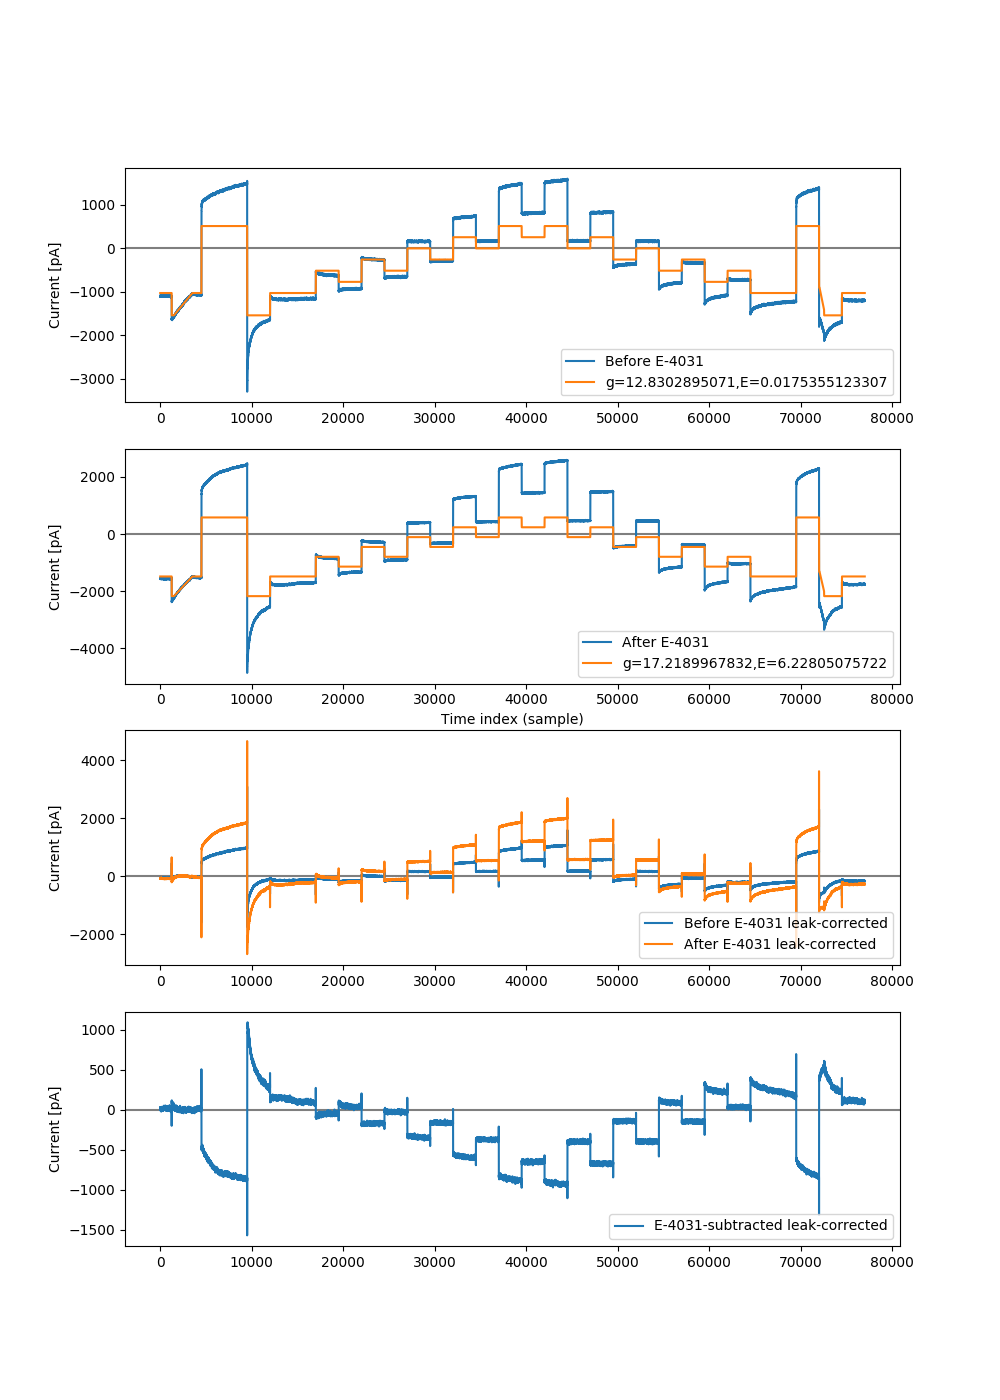 1000
0
−1000
−2000
−3000
Current [pA]
Before E-4031
g=12.8302895071,E=0.0175355123307
0 10000 20000 30000 40000 50000 60000 70000 80000
2000
0
−2000
−4000
Current [pA]
After E-4031
g=17.2189967832,E=6.22805075722
0 10000 20000 30000 40000 50000 60000 70000 80000
Time index (sample)
4000
2000
0
−2000
Current [pA]
Before E-4031 leak-corrected
After E-4031 leak-corrected
0 10000 20000 30000 40000 50000 60000 70000 80000
1000
500
0
−500
−1000
−1500
Current [pA]
E-4031-subtracted leak-corrected
0 10000 20000 30000 40000 50000 60000 70000 80000